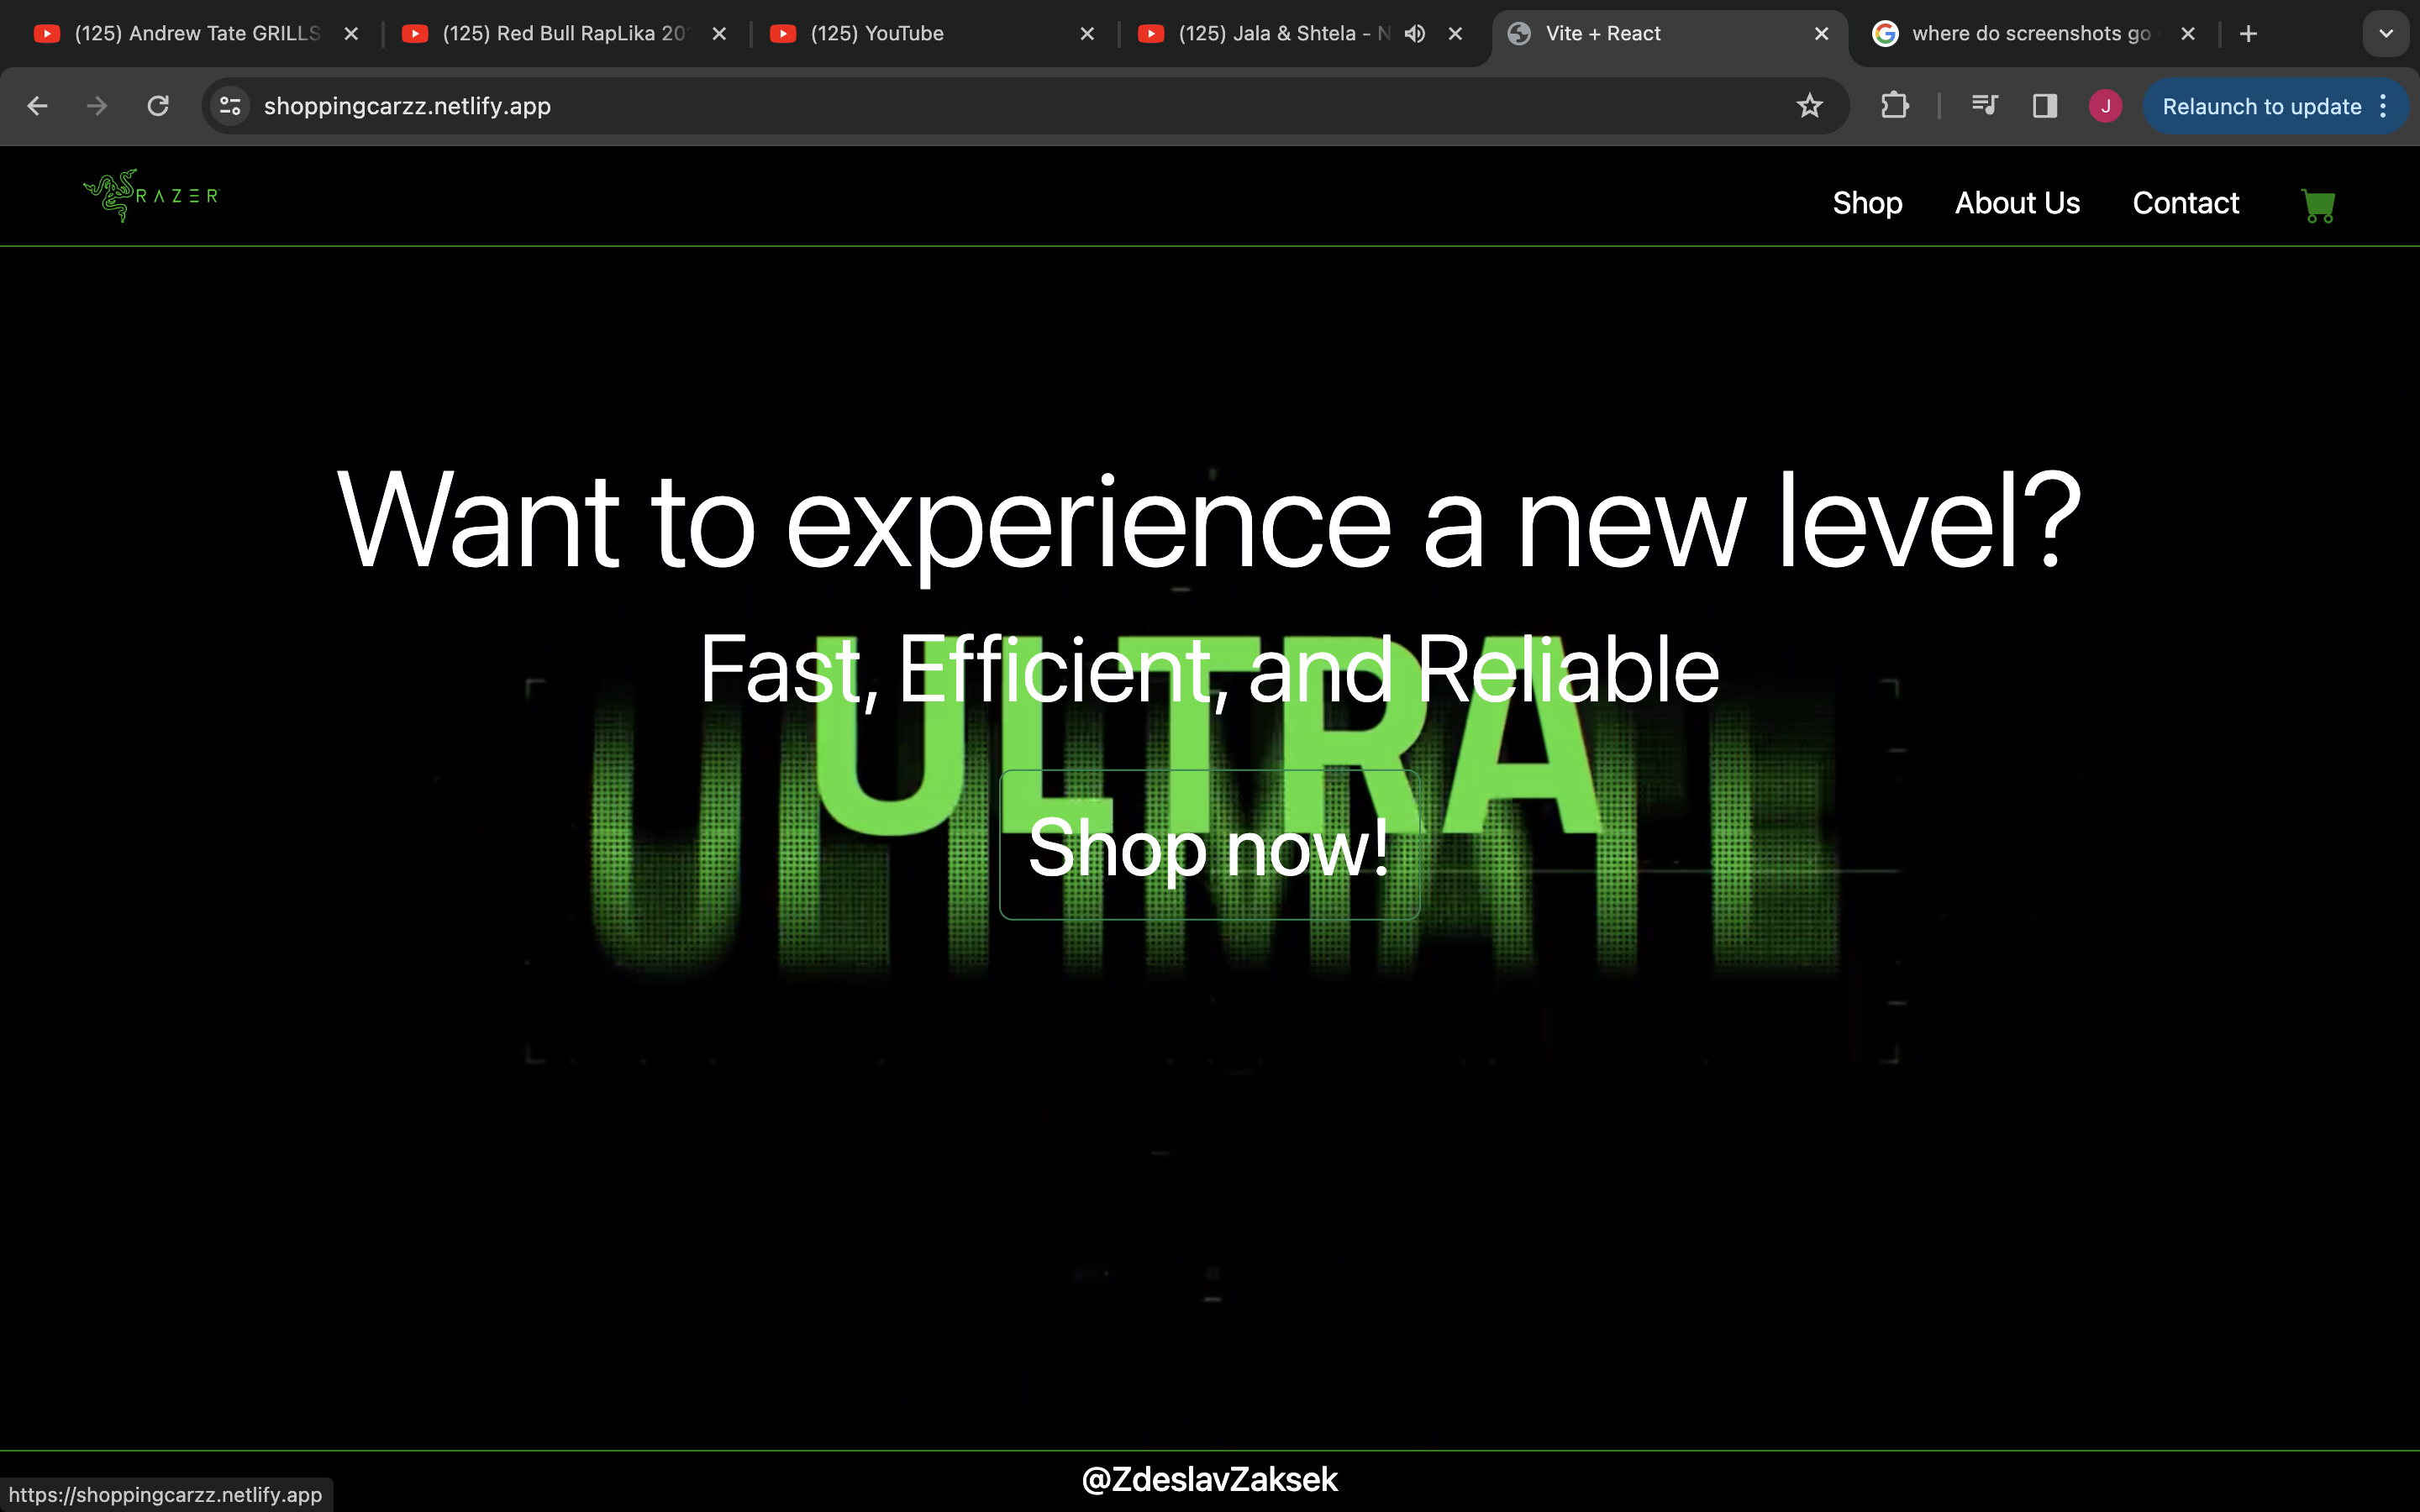 (125) Andrew Tate GRILLS
(125) Red Bull RapLika 20
(125) YouTube
(125) Jala & Shtela - N
Vite + React
where do screenshots go
shoppingcarzz.netlify.app
J
Relaunch to update
RAZER
Shop
About Us
Contact
Want to experience a new level?
Fast, Efficient, and Reliable
ULTRA
ULTIMATE
Shop now!
@ZdeslavZaksek
https://shoppingcarzz.netlify.app